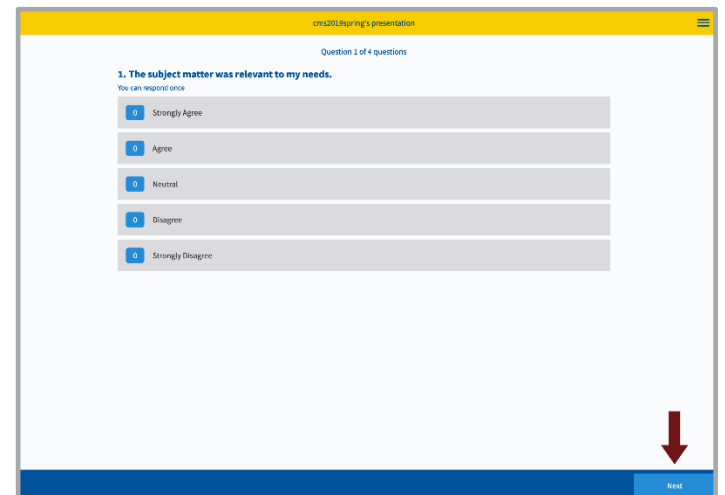 cms2019spring's presentation
Question 1 of 4 questions
1. The subject matter was relevant to my needs.
You can respond once
0 Strongly Agree
0 Agree
0 Neutral
0 Disagree
0 Strongly Disagree
Next